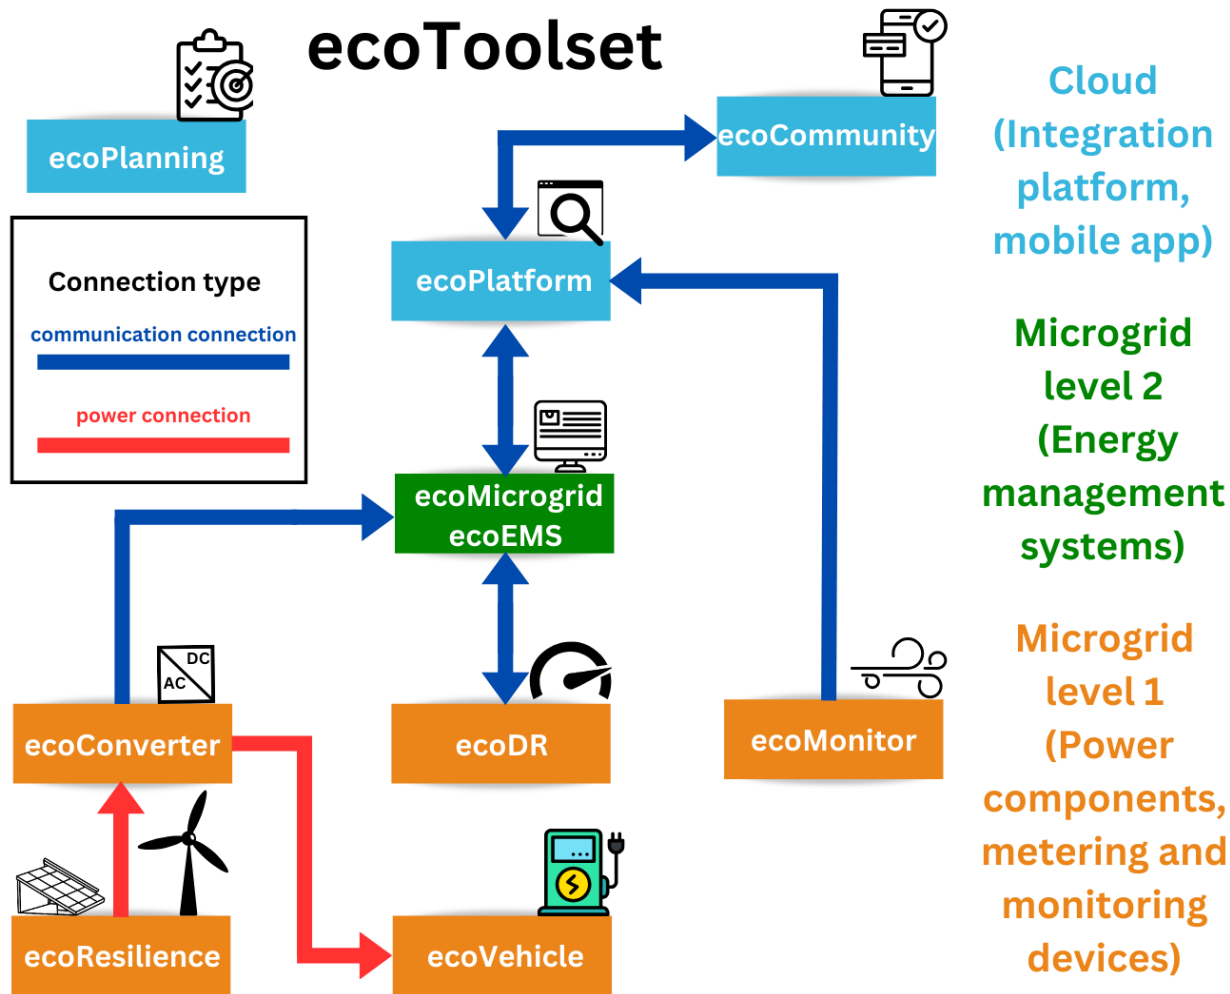 ecoToolset
ecoPlanning
ecoCommunity
Cloud
(Integration
platform,
mobile app)
Connection type
communication connection
power connection
ecoPlatform
Microgrid
level 2
(Energy
management
systems)
ecoMicrogrid
ecoEMS
DC
AC
ecoConverter
ecoDR
ecoMonitor
Microgrid
level 1
(Power
components,
metering and
monitoring
devices)
ecoResilience
ecoVehicle